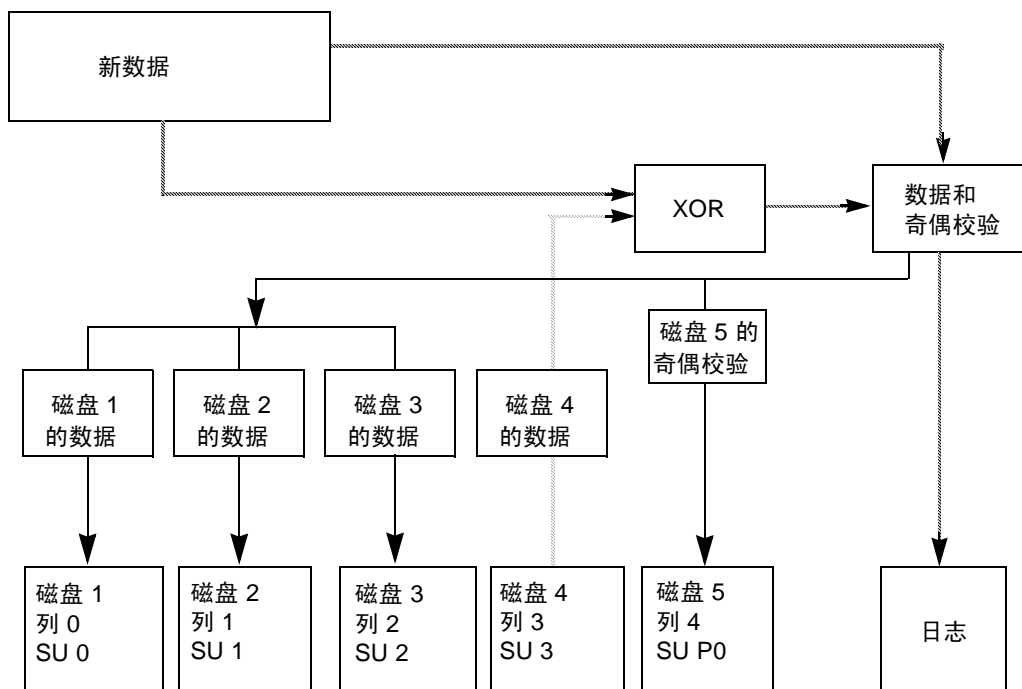 新数据
XOR
数据和
奇偶校验
磁盘 5 的
奇偶校验
磁盘 1
的数据
磁盘 2
的数据
磁盘 3
的数据
磁盘 4
的数据
磁盘 1
列 0
SU 0
磁盘 2
列 1
SU 1
磁盘 3
列 2
SU 2
磁盘 4
列 3
SU 3
磁盘 5
列 4
SU P0
日志